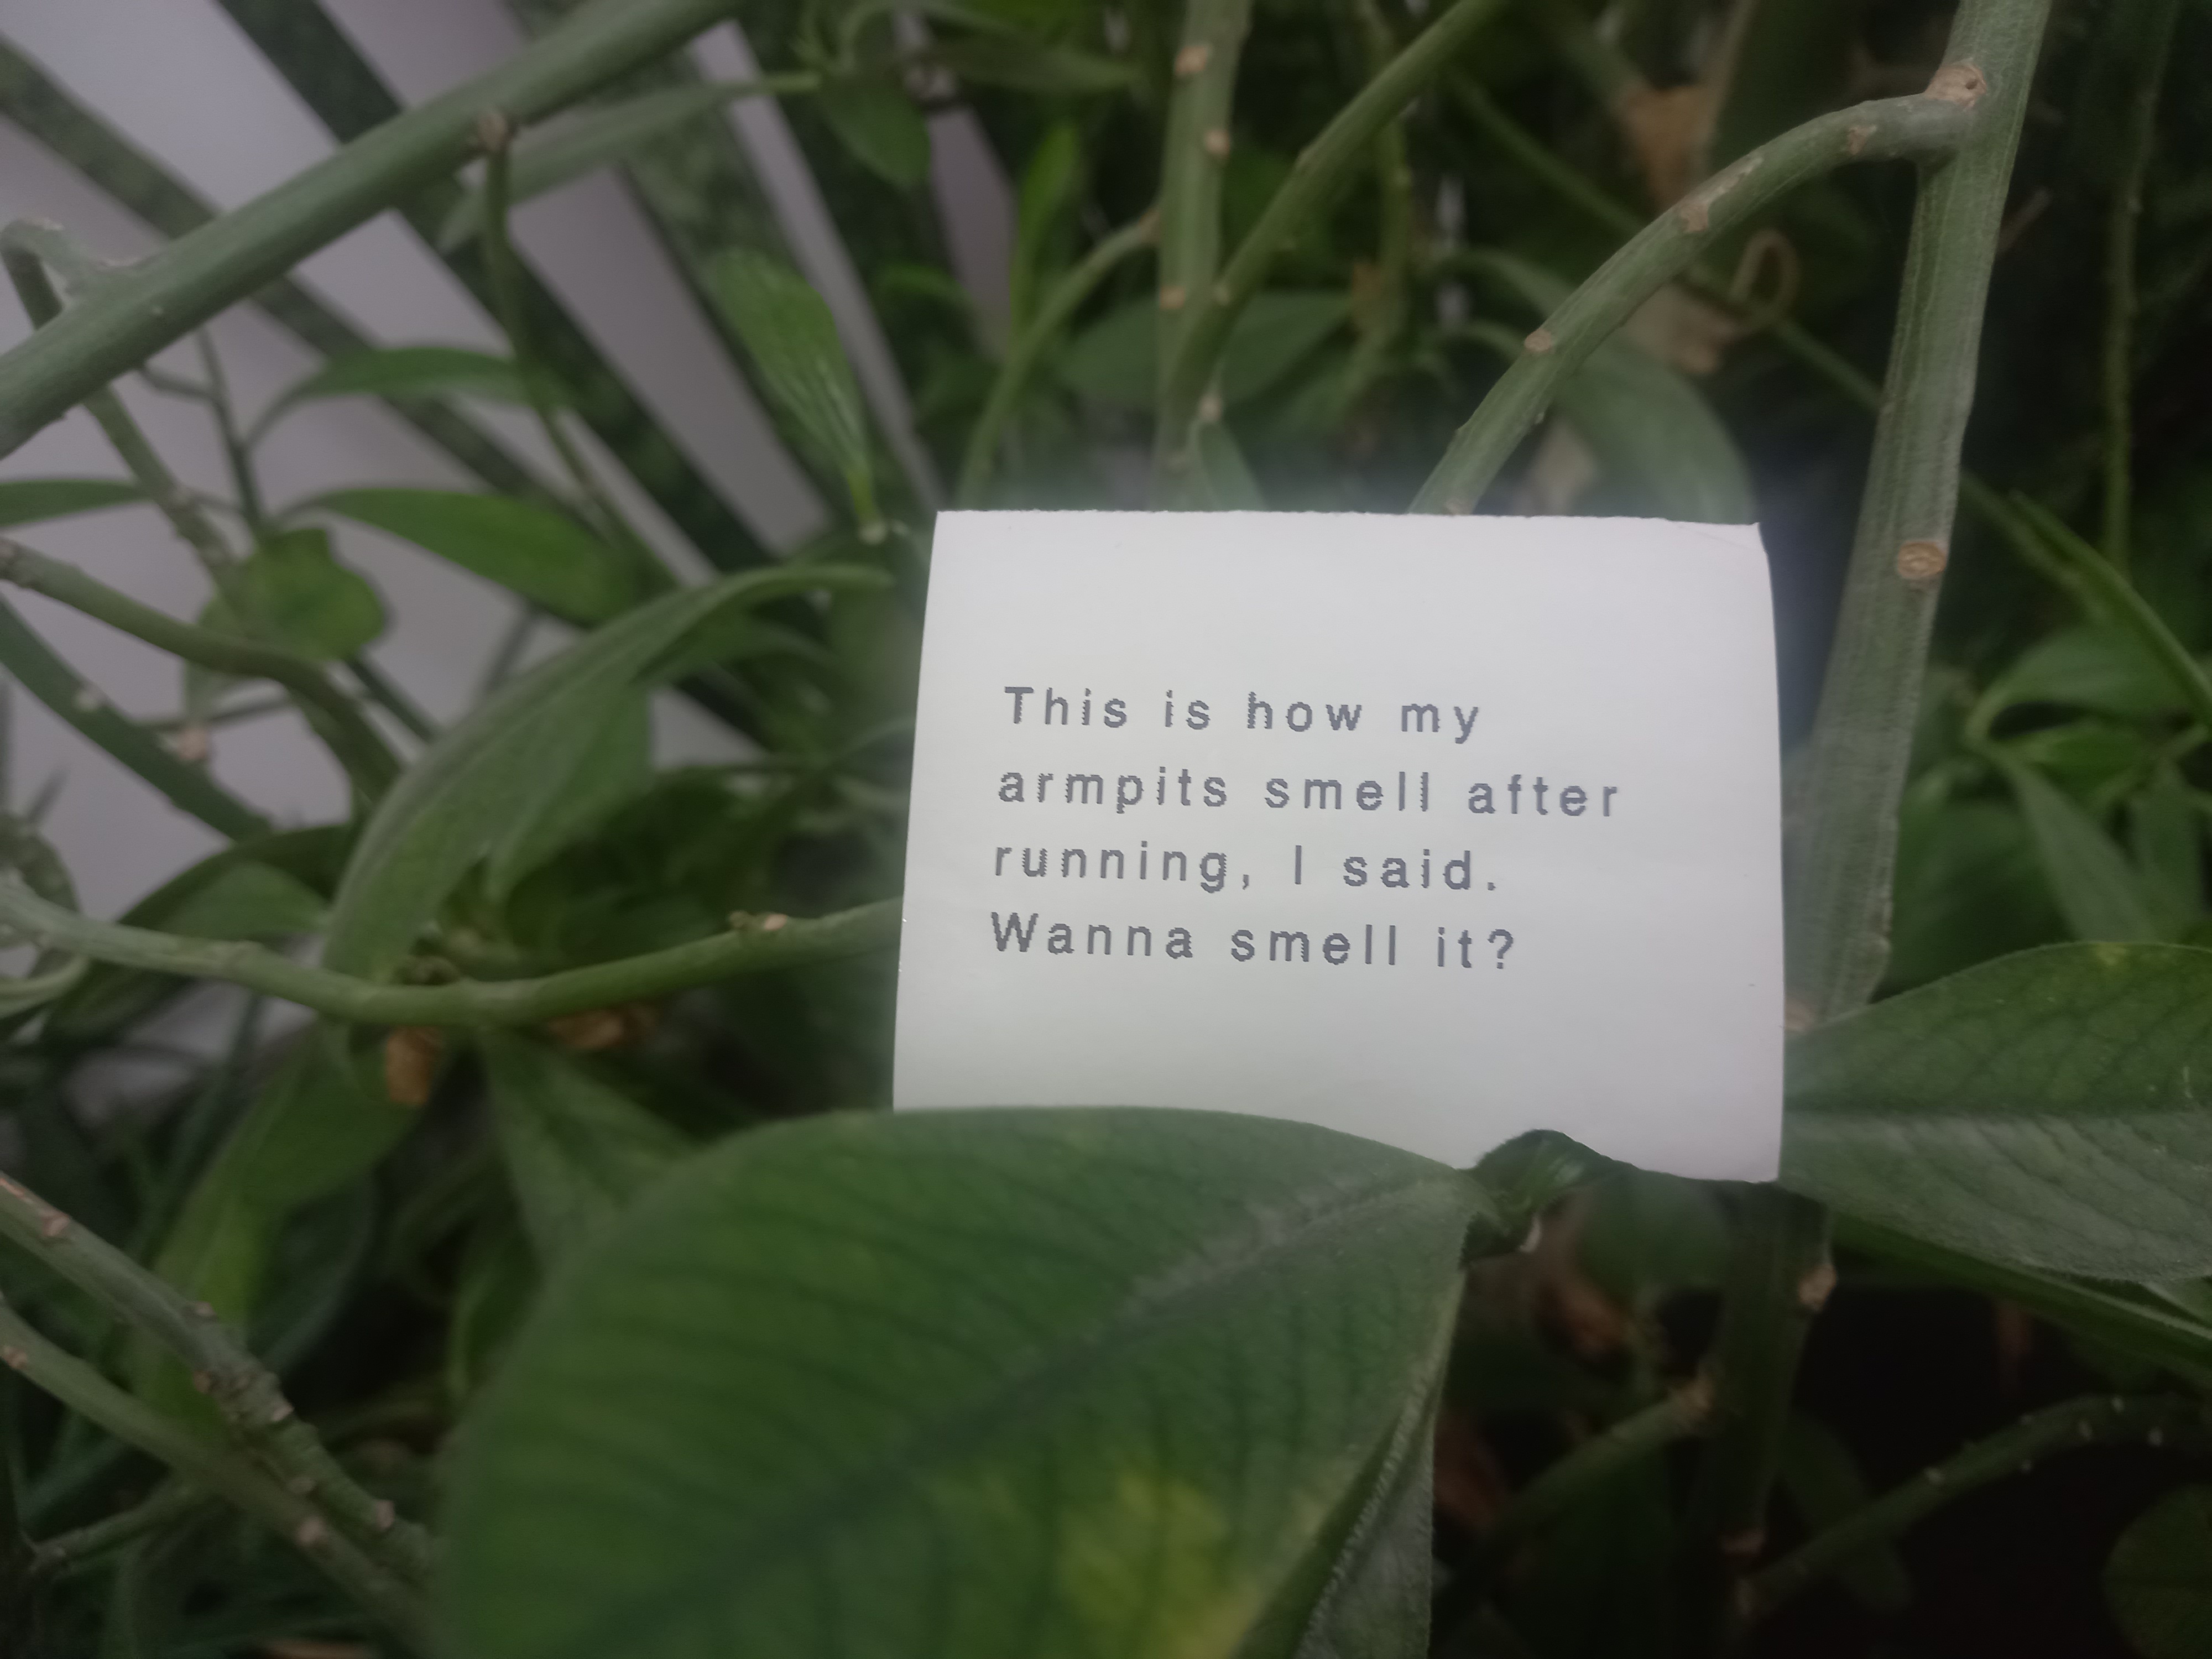 This is how my
armpits smell after
running, I said.
Wanna smell it?